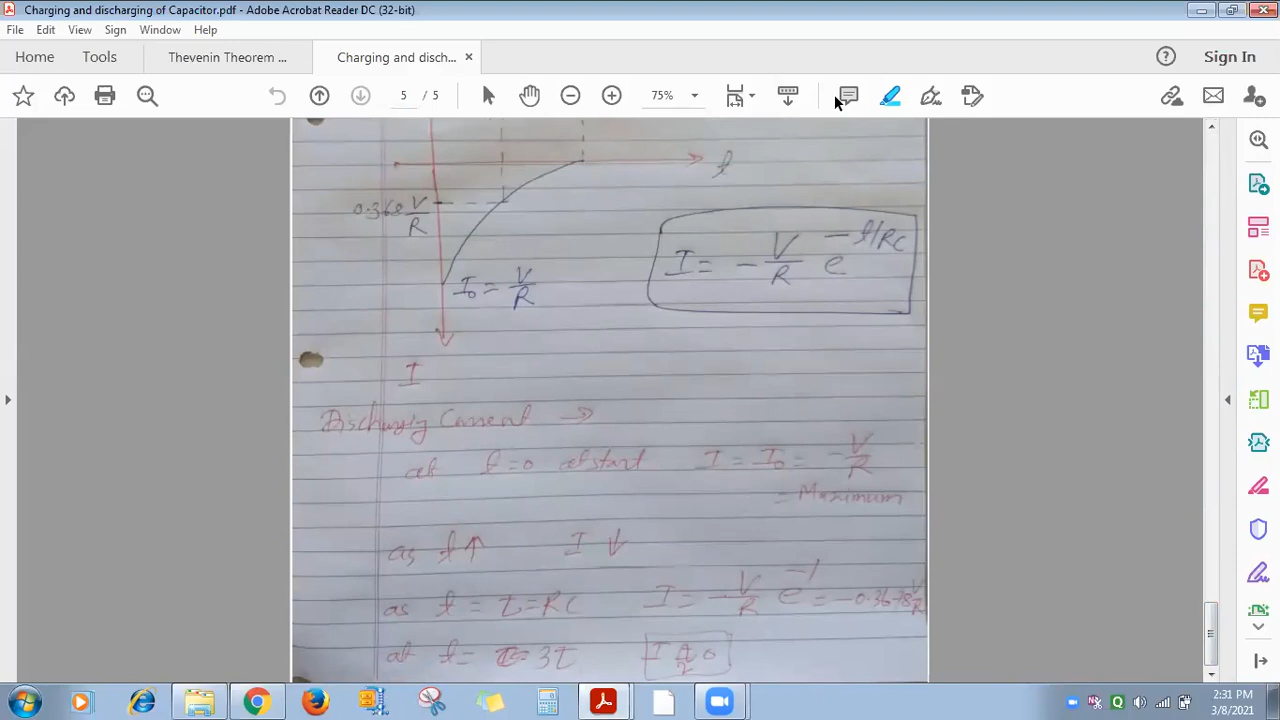 Charging and discharging of Capacitor.pdf - Adobe Acrobat Reader DC (32-bit)
File Edit View Sign Window Help
Home Tools Thevenin Theorem ... Charging and disch... × ? Sign In
5 / 5 75%
t
0.368 V/R
I = - V/R e^-t/RC
I₀ = V/R
I
Discharging Current →
at t=0 at start I = I₀ = - V/R
= Maximum
as t↑ I ↓
as t = τ = RC I = - V/R e^-1 = -0.3678 V/R
at t = τ = 3τ I ≈ 0
2:31 PM
3/8/2021